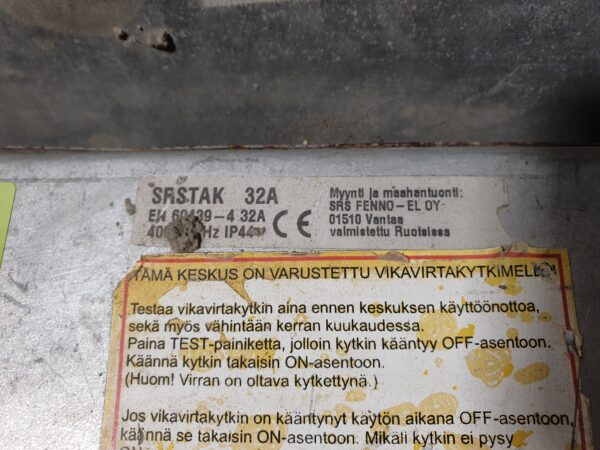 SRSTAK 32A
EN 60439-4 32A
IP44
CE
Myynti ja maahantuonti:
SRS FENNO-EL OY
01510 Vantaa
valmistettu Ruotsissa
TÄMÄ KESKUS ON VARUSTETTU VIKAVIRTAKYTKIMELLÄ
Testaa vikavirtakytkin aina ennen keskuksen käyttöönottoa,
sekä myös vähintään kerran kuukaudessa.
Paina TEST-painiketta, jolloin kytkin kääntyy OFF-asentoon.
Käännä kytkin takaisin ON-asentoon.
(Huom! Virran on oltava kytkettynä.)
Jos vikavirtakytkin on kääntynyt käytön aikana OFF-asentoon,
käännä se takaisin ON-asentoon. Mikäli kytkin ei pysy